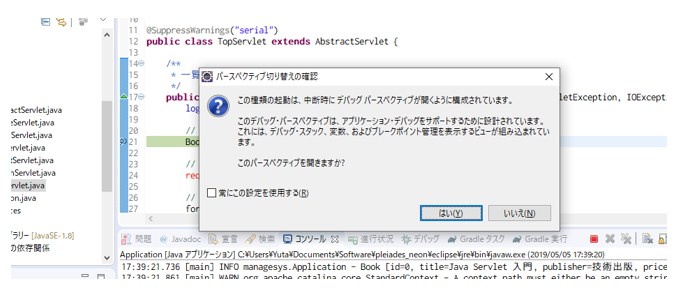 10
11 @SuppressWarnings("serial")
12 public class TopServlet extends AbstractServlet {
13
14 /**
15 * 一覧
16 */
17 public letException, IOExcept
18 log
19
20 //
21 Boo
22
23 //
24 req
25
26 //
27 for
パースペクティブ切り替えの確認
この種類の起動は、中断時にデバッグ パースペクティブが開くように構成されています。
このデバッグ・パースペクティブは、アプリケーション・デバッグをサポートするために設計されています。
これには、デバッグ・スタック、変数、およびブレークポイント管理を表示するビューが組み込まれてい
ます。
このパースペクティブを開きますか?
常にこの設定を使用する(R)
はい(Y) いいえ(N)
actServlet.java
Servlet.java
Servlet.java
Servlet.java
Servlet.java
nServlet.java
ervlet.java
on.java
ces
ラリー [JavaSE-1.8]
の依存関係
問題 @ Javadoc 宣言 検索 コンソール 進行状況 デバッグ Gradle タスク Gradle 実行
Application [Java アプリケーション] C:¥Users¥Yuta¥Documents¥Software¥pleiades_neon¥eclipse¥jre¥bin¥javaw.exe (2019/05/05 17:39:20)
17:39:21.736 [main] INFO managesys.Application - Book [id=0, title=Java Servlet 入門, publisher=技術出版, price
17:39:21.861 [main] WARN org.apache.catalina.core.StandardContext - A context path must either be an empty strin